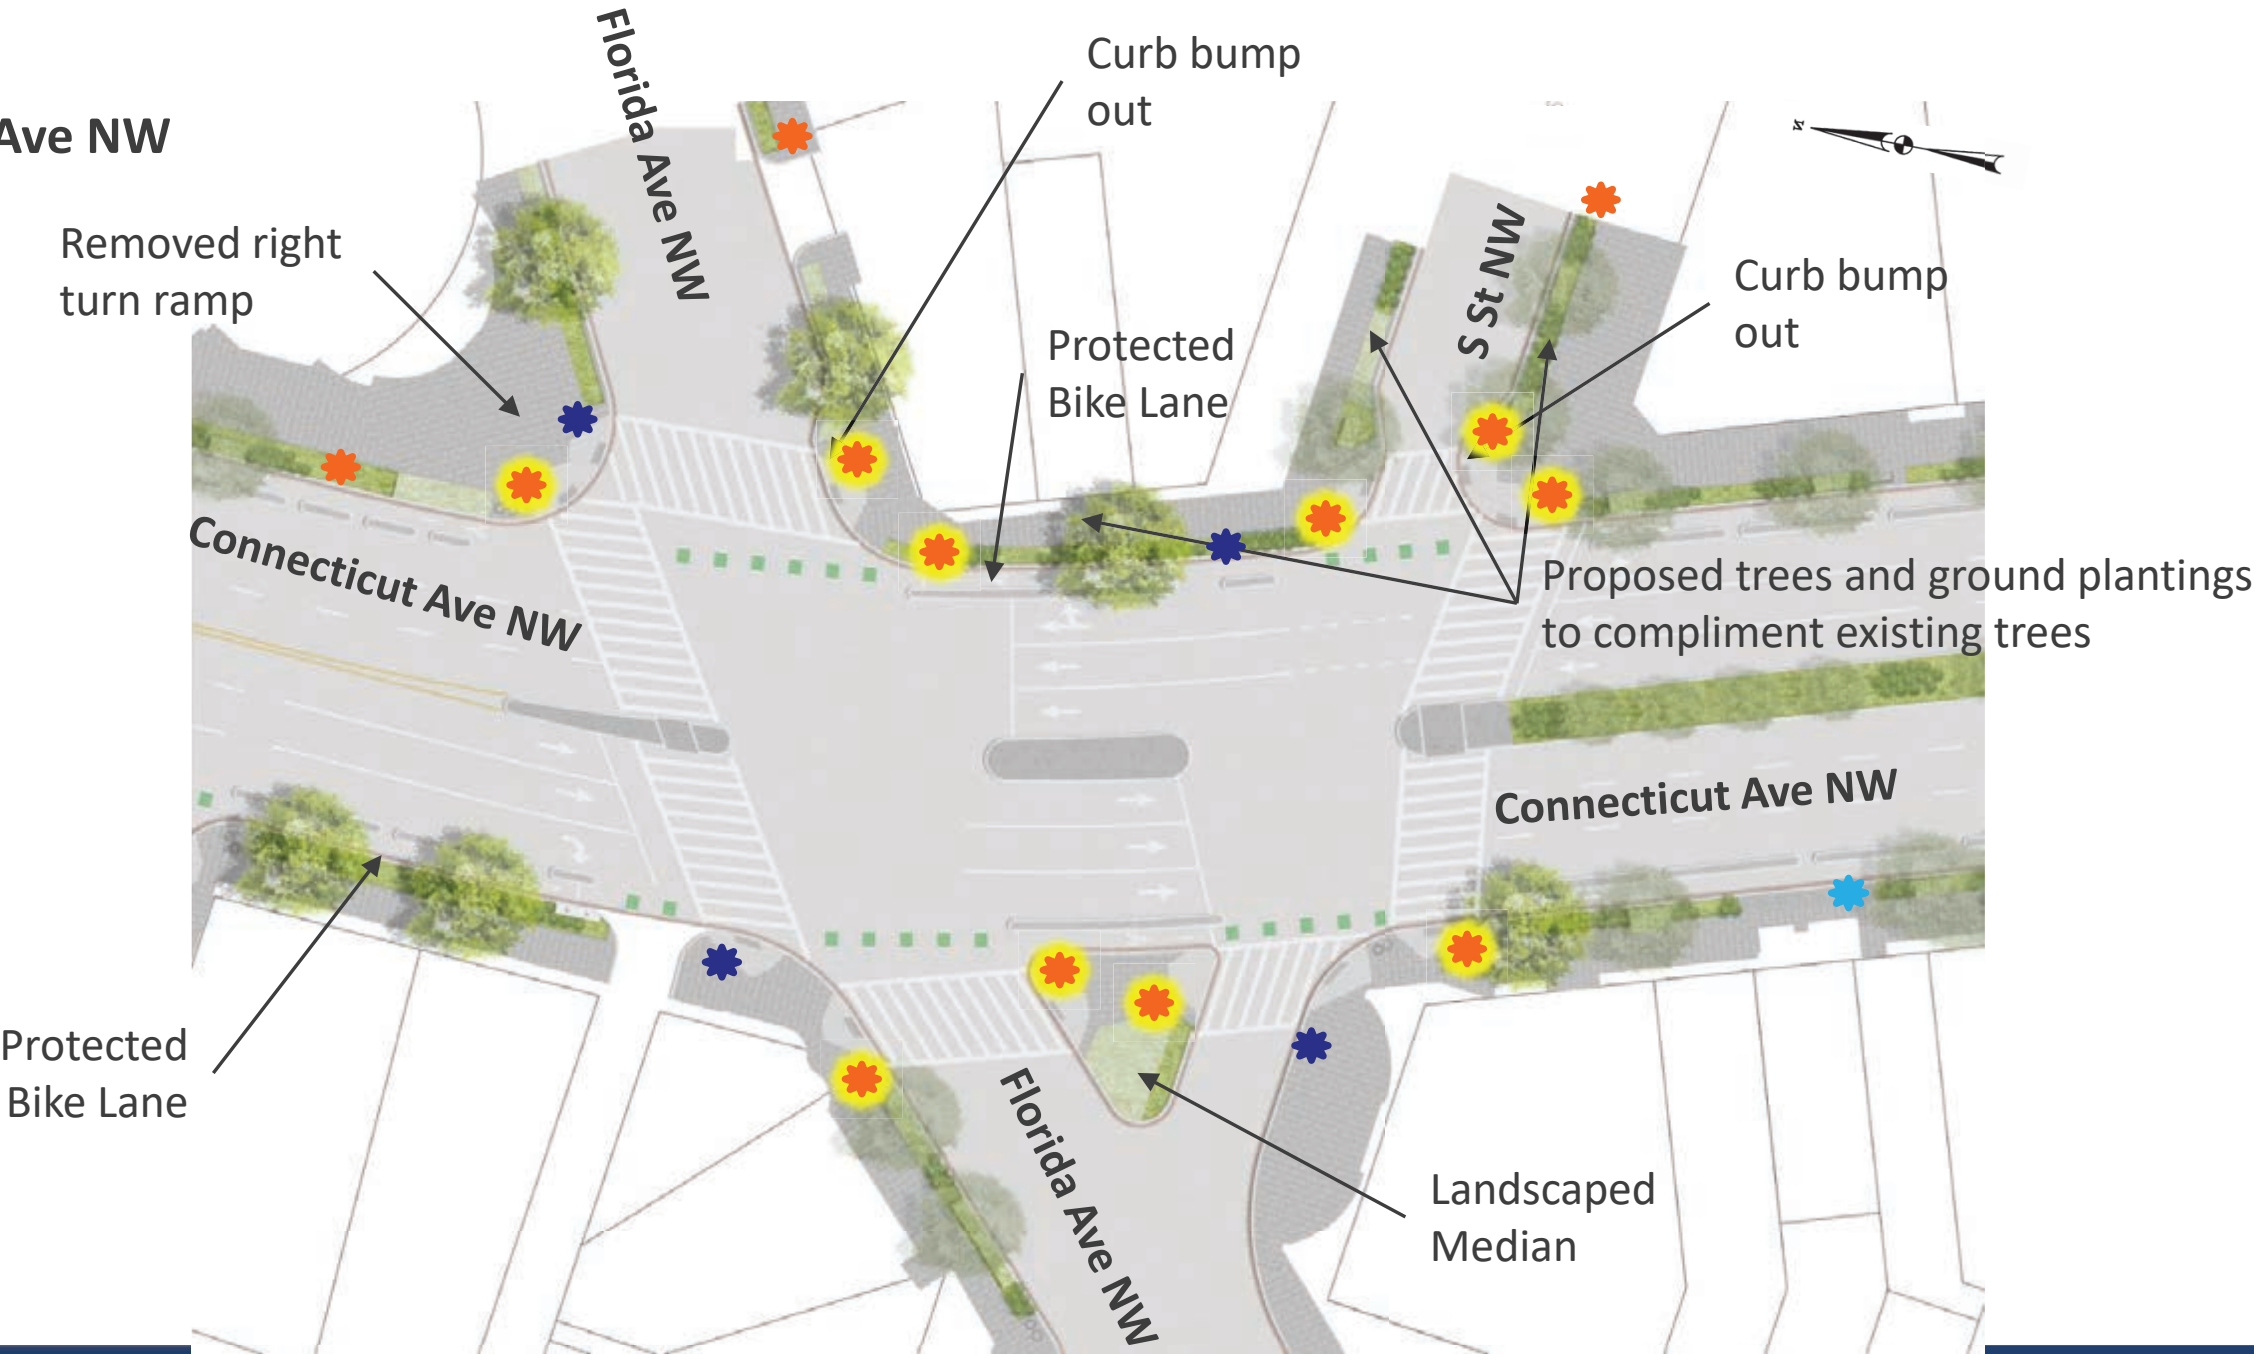 Ave NW
Florida Ave NW
Curb bump
out
N
Removed right
turn ramp
S St NW
Curb bump
out
Protected
Bike Lane
Connecticut Ave NW
Proposed trees and ground plantings
to compliment existing trees
Connecticut Ave NW
Protected
Bike Lane
Florida Ave NW
Landscaped
Median